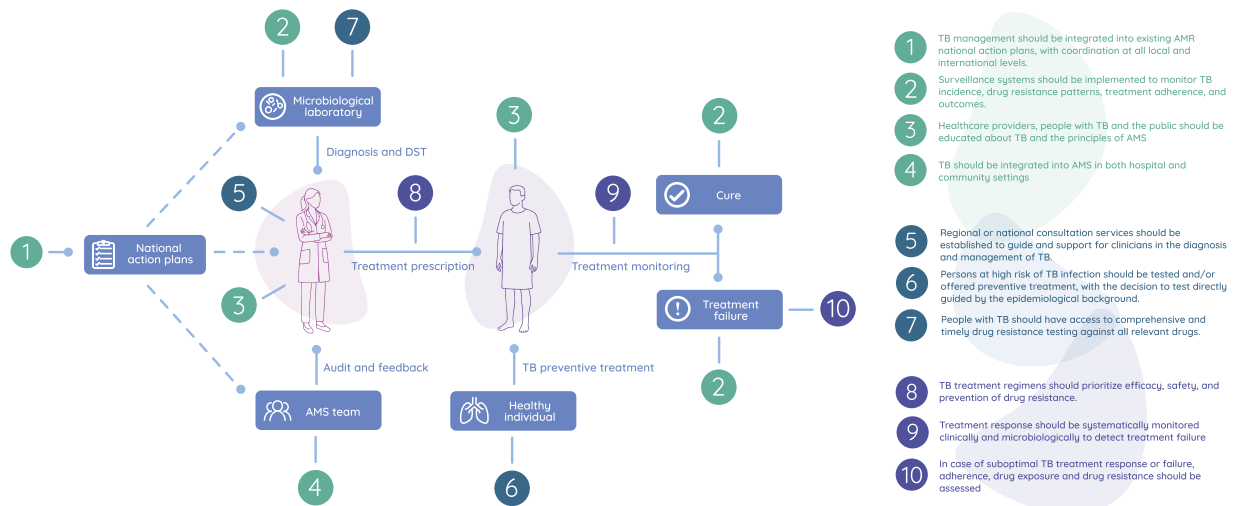 2
7
Microbiological
laboratory
3
2
Diagnosis and DST
5
8
9
Cure
1
National
action plans
Treatment prescription
Treatment monitoring
3
Treatment
failure
10
Audit and feedback
TB preventive treatment
2
AMS team
Healthy
individual
4
6
1
TB management should be integrated into existing AMR
national action plans, with coordination at all local and
international levels.
2
Surveillance systems should be implemented to monitor TB
incidence, drug resistance patterns, treatment adherence, and
outcomes.
3
Healthcare providers, people with TB and the public should be
educated about TB and the principles of AMS
4
TB should be integrated into AMS in both hospital and
community settings
5
Regional or national consultation services should be
established to guide and support for clinicians in the diagnosis
and management of TB.
6
Persons at high risk of TB infection should be tested and/or
offered preventive treatment, with the decision to test directly
guided by the epidemiological background.
7
People with TB should have access to comprehensive and
timely drug resistance testing against all relevant drugs.
8
TB treatment regimens should prioritize efficacy, safety, and
prevention of drug resistance.
9
Treatment response should be systematically monitored
clinically and microbiologically to detect treatment failure
10
In case of suboptimal TB treatment response or failure,
adherence, drug exposure and drug resistance should be
assessed